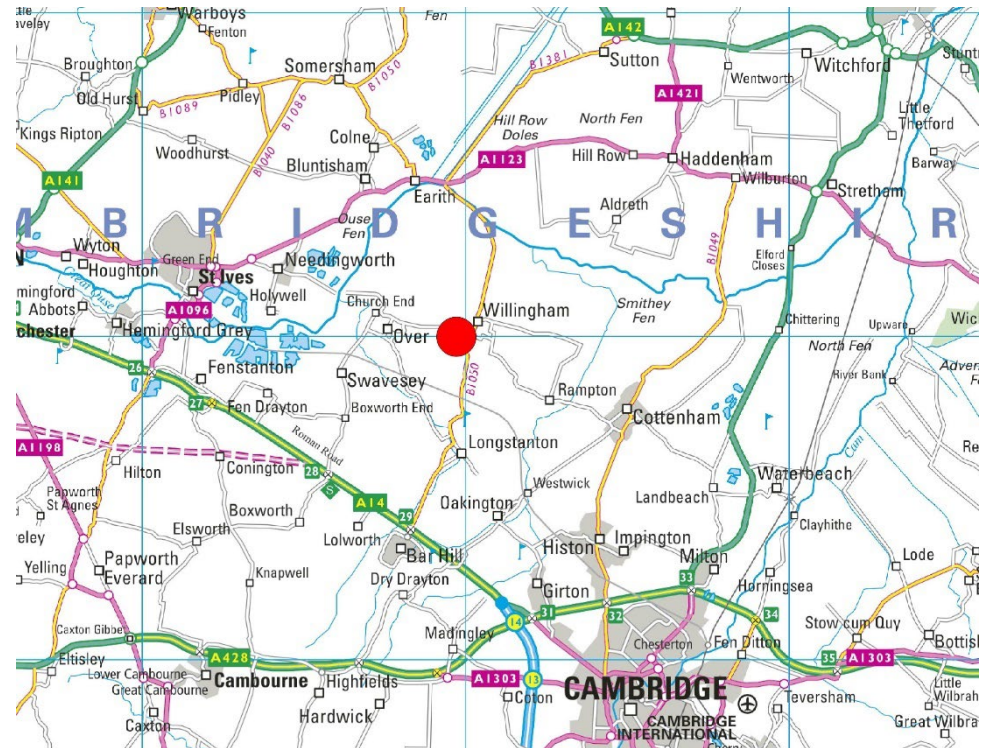 Warboys
Fen
Fenton
Broughton
Somersham
B1050
B1381
A142
Sutton
Witchford
Wentworth
A1421
Old Hurst
B1089
Pidley
B1086
Colne
Hill Row
Doles
North Fen
Little
Thetford
Kings Ripton
Woodhurst
B1040
Bluntisham
A1123
Hill Row
Haddenham
Barway
A141
Earith
Wilburton
Stretham
Aldreth
M B R I D G E S H I R
Ouse
Fen
B1049
Wyton
Houghton
Green End
Needingworth
Elford
Closes
Great Ouse
St Ives
Holywell
Church End
Willingham
Smithey
Fen
mingford
Abbots
A1096
Hemingford Grey
Over
Chittering
Upware
Wic
chester
North Fen
26
Fenstanton
Swavesey
B1050
Rampton
River Bank
27
Fen Drayton
Boxworth End
Cottenham
Roman Road
Longstanton
Cam
A1198
Hilton
Conington
28
S
Westwick
Landbeach
Waterbeach
Papworth
St Agnes
A14
Oakington
Boxworth
29
Clayhithe
Elsworth
Lolworth
Bar Hill
Histon
Impington
Milton
Lode
Yelling
Papworth
Everard
Knapwell
Dry Drayton
Girton
33
Horningsea
31
32
34
Caxton Gibbet
Madingley
14
Chesterton
Fen Ditton
Stow cum Quy
Eltisley
A428
35
A1303
Lower Cambourne
Great Cambourne
Cambourne
Highfields
A1303
13
Coton
CAMBRIDGE
Teversham
Little
Wilbrah
Caxton
Hardwick
CAMBRIDGE
INTERNATIONAL
Great Wilbra